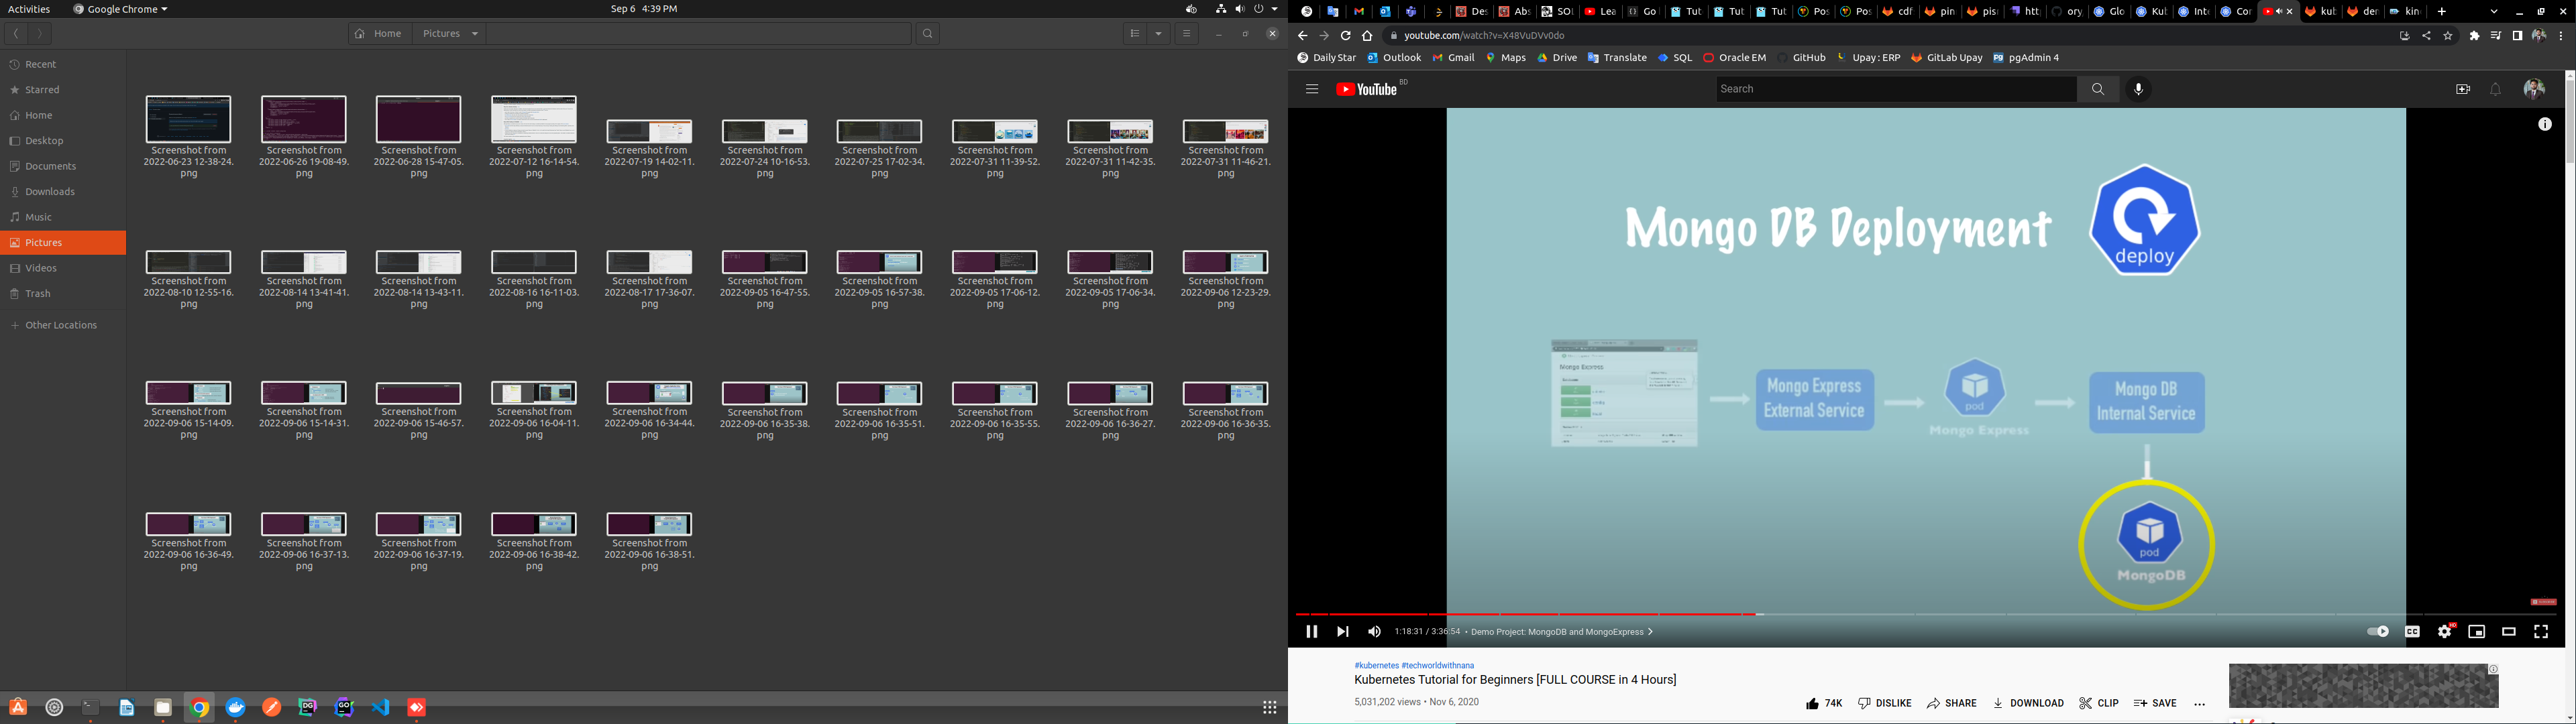 Activities
Google Chrome
Sep 6 4:39 PM
Home
Pictures
Recent
Starred
Home
Desktop
Documents
Downloads
Music
Pictures
Videos
Trash
Other Locations
Screenshot from
2022-06-23 12-38-24.
png
Screenshot from
2022-06-26 19-08-49.
png
Screenshot from
2022-06-28 15-47-05.
png
Screenshot from
2022-07-12 16-14-54.
png
Screenshot from
2022-07-19 14-02-11.
png
Screenshot from
2022-07-24 10-16-53.
png
Screenshot from
2022-07-25 17-02-34.
png
Screenshot from
2022-07-31 11-39-52.
png
Screenshot from
2022-07-31 11-42-35.
png
Screenshot from
2022-07-31 11-46-21.
png
Screenshot from
2022-08-10 12-55-16.
png
Screenshot from
2022-08-14 13-41-41.
png
Screenshot from
2022-08-14 13-43-11.
png
Screenshot from
2022-08-16 16-11-03.
png
Screenshot from
2022-08-17 17-36-07.
png
Screenshot from
2022-09-05 16-47-55.
png
Screenshot from
2022-09-05 16-57-38.
png
Screenshot from
2022-09-05 17-06-12.
png
Screenshot from
2022-09-05 17-06-34.
png
Screenshot from
2022-09-06 12-23-29.
png
Screenshot from
2022-09-06 15-14-09.
png
Screenshot from
2022-09-06 15-14-31.
png
Screenshot from
2022-09-06 15-46-57.
png
Screenshot from
2022-09-06 16-04-11.
png
Screenshot from
2022-09-06 16-34-44.
png
Screenshot from
2022-09-06 16-35-38.
png
Screenshot from
2022-09-06 16-35-51.
png
Screenshot from
2022-09-06 16-35-55.
png
Screenshot from
2022-09-06 16-36-27.
png
Screenshot from
2022-09-06 16-36-35.
png
Screenshot from
2022-09-06 16-36-49.
png
Screenshot from
2022-09-06 16-37-13.
png
Screenshot from
2022-09-06 16-37-19.
png
Screenshot from
2022-09-06 16-38-42.
png
Screenshot from
2022-09-06 16-38-51.
png
Des Abs SOL Lea Go Tut Tut Tut Pos Pos cdf pin pisn http ory Glo Kub Inte Con kub der kin
youtube.com/watch?v=X48VuDVv0do
Daily Star Outlook Gmail Maps Drive Translate SQL Oracle EM GitHub Upay : ERP GitLab Upay pgAdmin 4
YouTube BD
Search
Mongo DB Deployment
deploy
Mongo Express
Mongo Express
External Service
pod
Mongo Express
Mongo DB
Internal Service
pod
MongoDB
1:18:31 / 3:36:54 • Demo Project: MongoDB and MongoExpress
CC
HD
#kubernetes #techworldwithnana
Kubernetes Tutorial for Beginners [FULL COURSE in 4 Hours]
5,031,202 views • Nov 6, 2020
74K DISLIKE SHARE DOWNLOAD CLIP SAVE
DG
GO